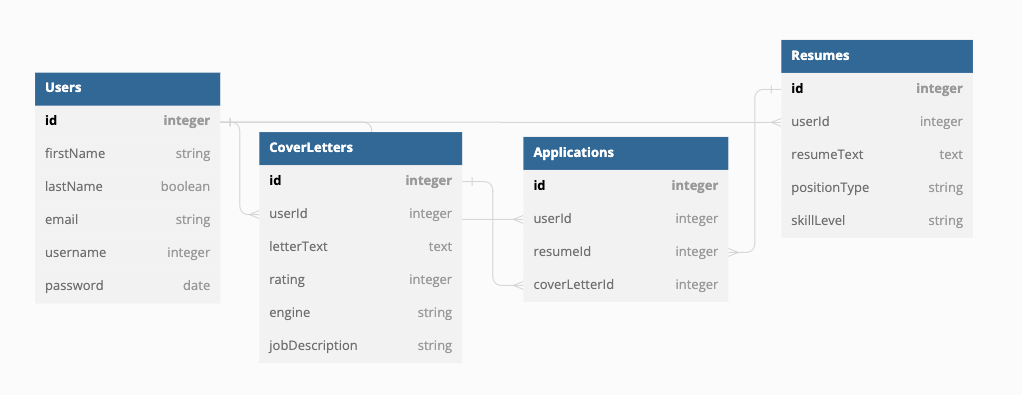 Users
id integer
firstName string
lastName boolean
email string
username integer
password date
CoverLetters
id integer
userId integer
letterText text
rating integer
engine string
jobDescription string
Applications
id integer
userId integer
resumeId integer
coverLetterId integer
Resumes
id integer
userId integer
resumeText text
positionType string
skillLevel string